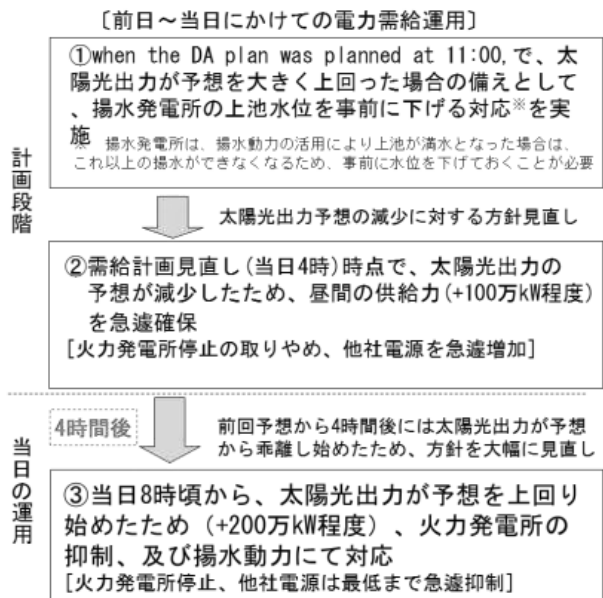 〔前日～当日にかけての電力需給運用〕
①when the DA plan was planned at 11:00,で、太
陽光出力が予想を大きく上回った場合の備えとして
、揚水発電所の上池水位を事前に下げる対応※を実
施
※ 揚水発電所は、揚水動力の活用により上池が満水となった場合は、
これ以上の揚水ができなくなるため、事前に水位を下げておくことが必要
計画段階
太陽光出力予想の減少に対する方針見直し
②需給計画見直し(当日4時)時点で、太陽光出力の
予想が減少したため、昼間の供給力(+100万kW程度)
を急遽確保
[火力発電所停止の取りやめ、他社電源を急遽増加]
4時間後
前回予想から4時間後には太陽光出力が予想
から乖離し始めたため、方針を大幅に見直し
当日の運用
③当日8時頃から、太陽光出力が予想を上回り
始めたため（+200万kW程度）、火力発電所の
抑制、及び揚水動力にて対応
[火力発電所停止、他社電源は最低まで急遽抑制]